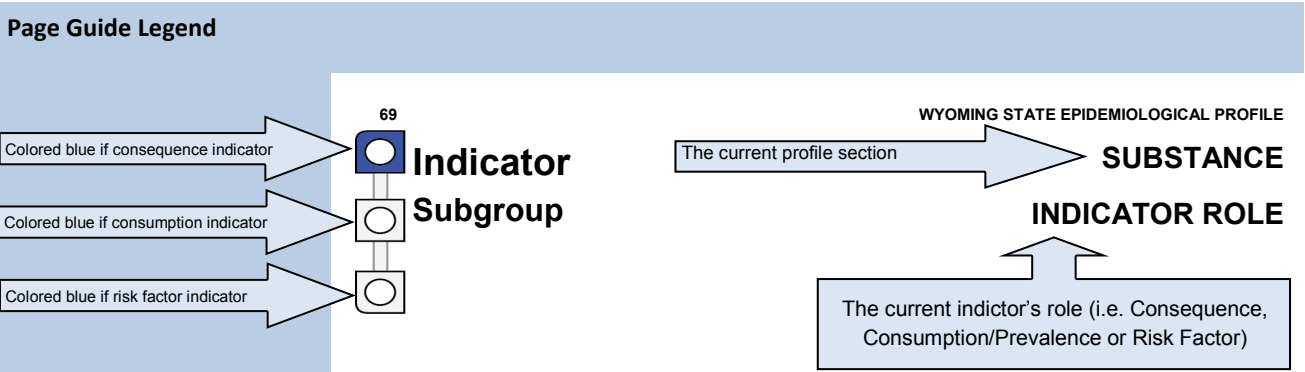 Page Guide Legend
69
WYOMING STATE EPIDEMIOLOGICAL PROFILE
Colored blue if consequence indicator
Indicator
The current profile section
SUBSTANCE
Colored blue if consumption indicator
Subgroup
INDICATOR ROLE
Colored blue if risk factor indicator
The current indictor’s role (i.e. Consequence,
Consumption/Prevalence or Risk Factor)